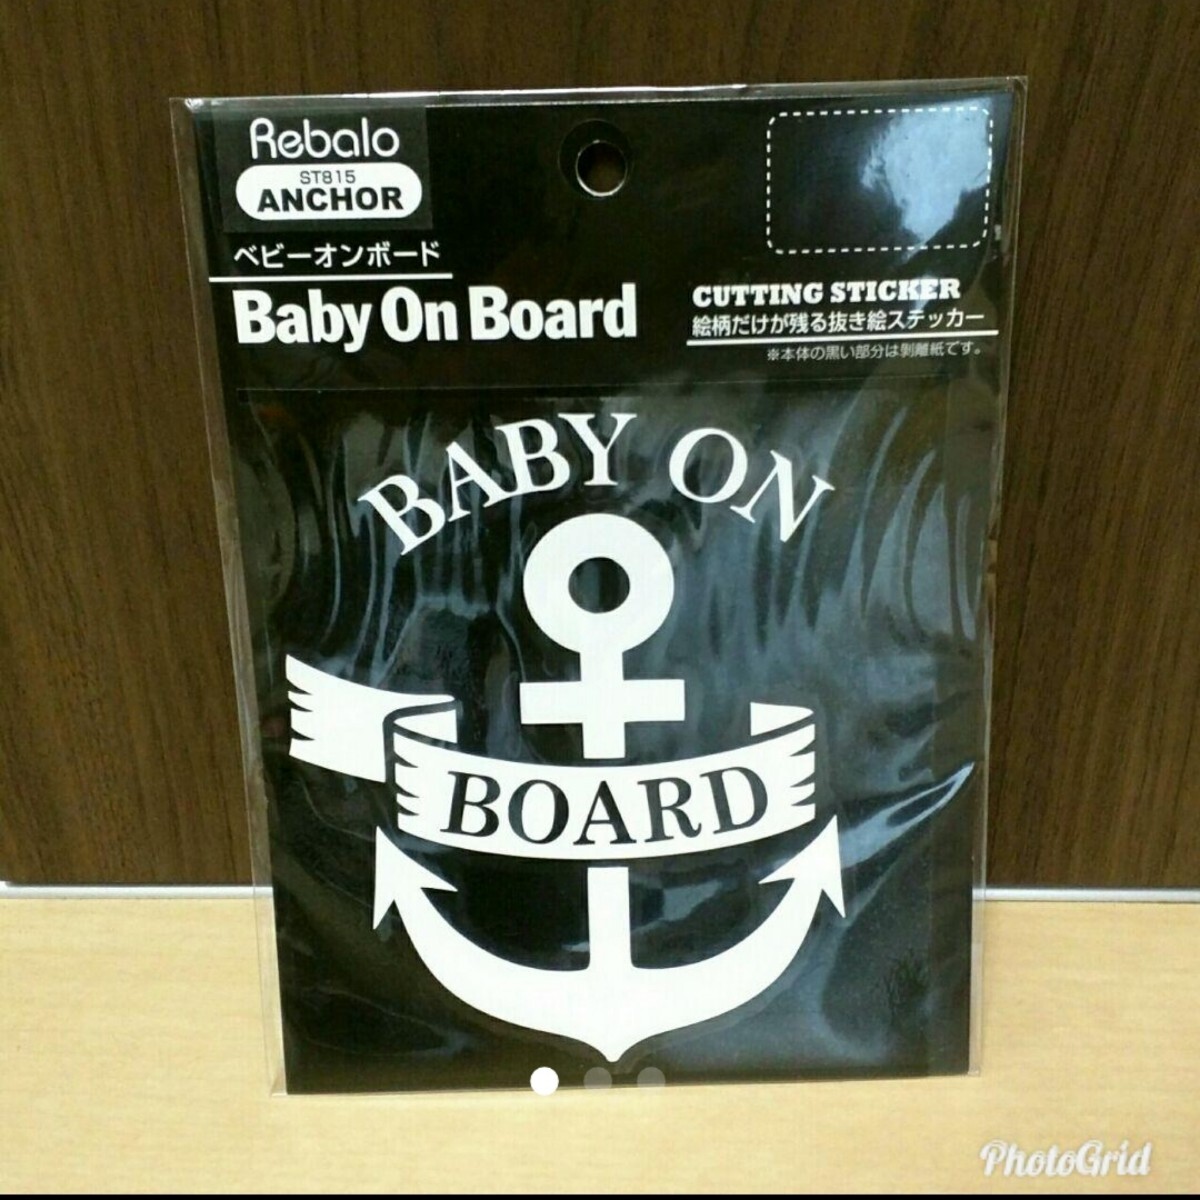 Rebalo
ST815
ANCHOR
ベビーオンボード
Baby On Board
CUTTING STICKER
絵柄だけが残る抜き絵ステッカー
※本体の黒い部分は剥離紙です。
BABY ON
BOARD
PhotoGrid